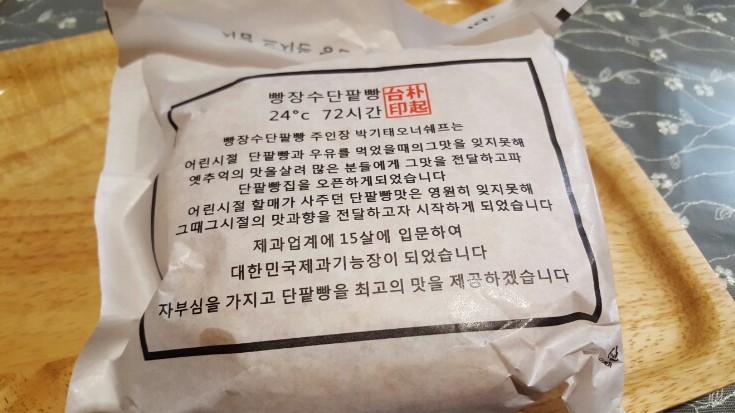 빵장수단팥빵
24°c 72시간
台朴
印起
빵장수단팥빵 주인장 박기태오너쉐프는
어린시절 단팥빵과 우유를 먹었을때의그맛을 잊지못해
옛추억의 맛을살려 많은 분들에게 그맛을 전달하고파
단팥빵집을 오픈하게되었습니다
어린시절 할매가 사주던 단팥빵맛은 영원히 잊지못해
그때그시절의 맛과향을 전달하고자 시작하게 되었습니다
제과업계에 15살에 입문하여
대한민국제과기능장이 되었습니다
자부심을 가지고 단팥빵을 최고의 맛을 제공하겠습니다